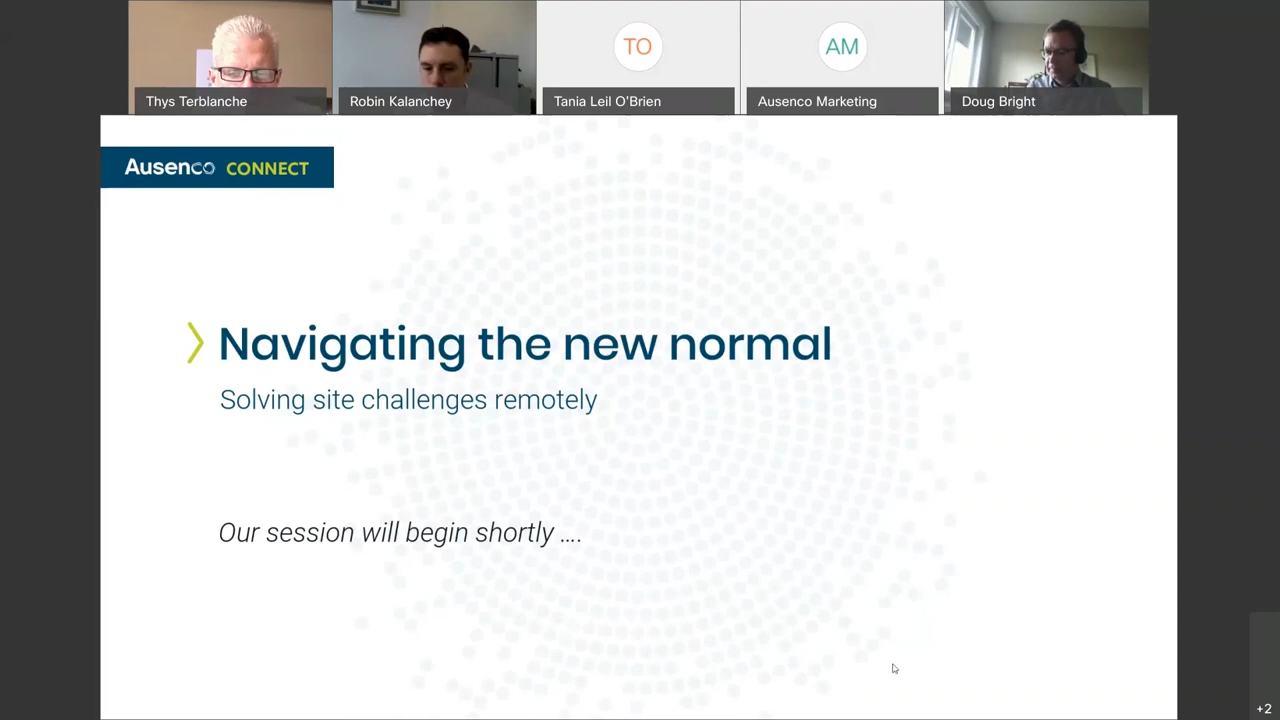 TO
AM
Thys Terblanche
Robin Kalanchey
Tania Leil O'Brien
Ausenco Marketing
Doug Bright
Ausenco CONNECT
Navigating the new normal
Solving site challenges remotely
Our session will begin shortly ....
+2